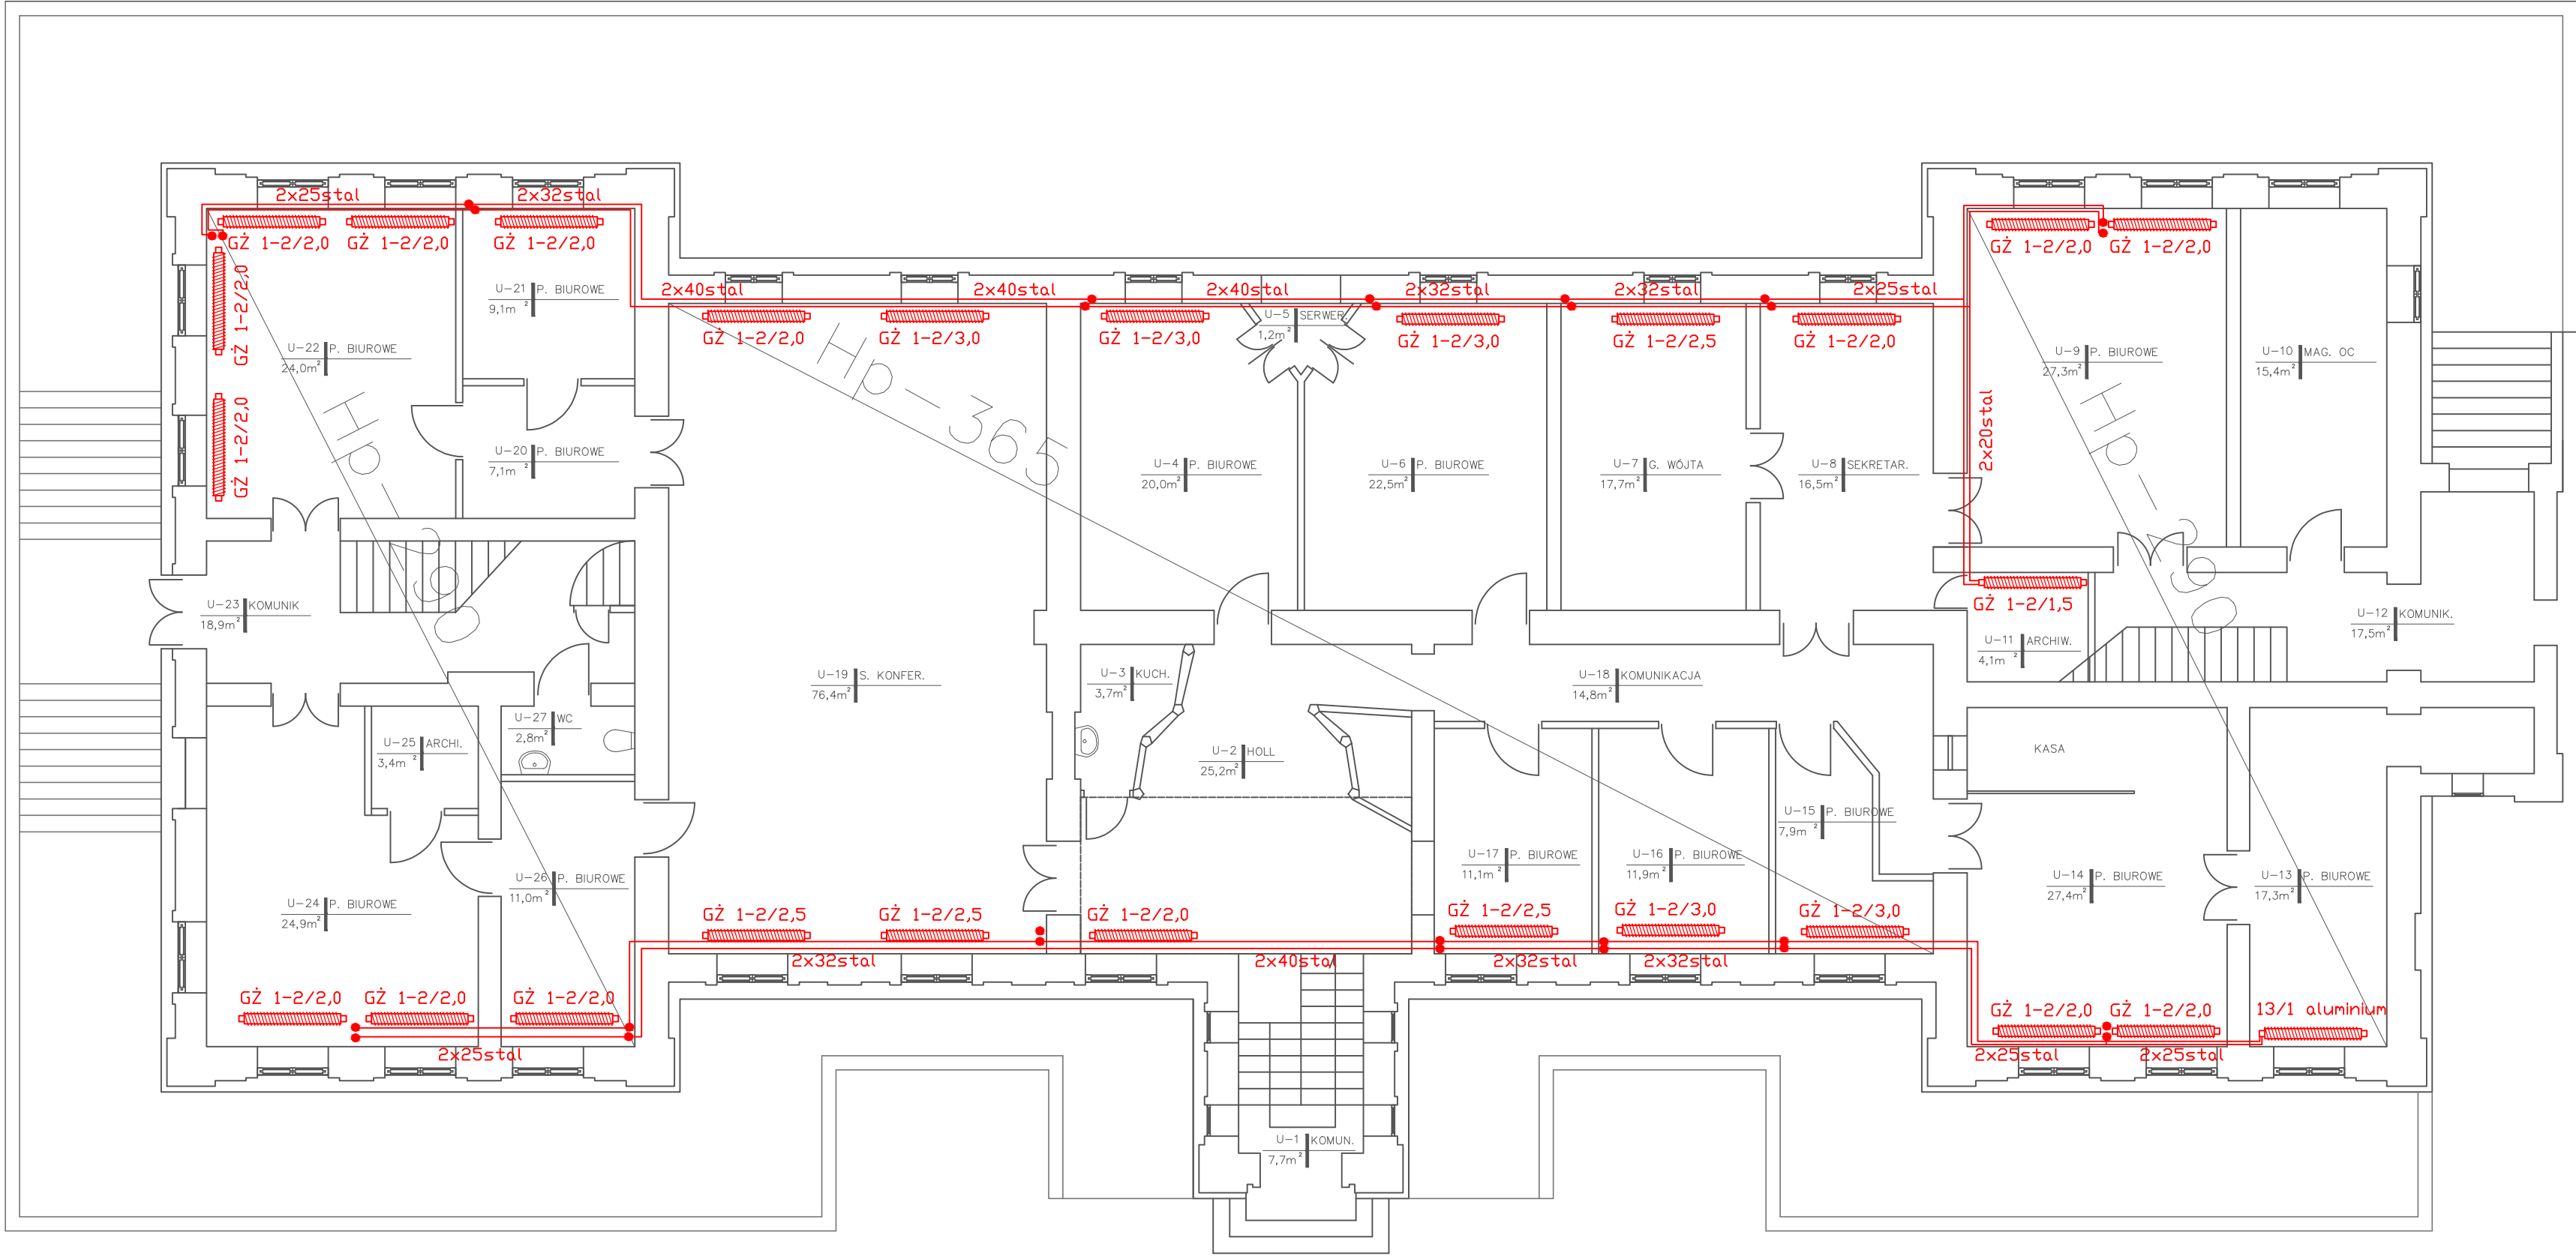 2x25stal
2x32stal
GŻ 1-2/2,0
GŻ 1-2/2,0
GŻ 1-2/2,0
GŻ 1-2/2,0
GŻ 1-2/2,0
GŻ 1-2/2,0
GŻ 1-2/2,0
2x40stal
2x40stal
2x40stal
2x32stal
2x32stal
2x25stal
U-21 P. BIUROWE
9,1m²
GŻ 1-2/2,0
GŻ 1-2/3,0
GŻ 1-2/3,0
U-5 SERWER.
1,2m²
GŻ 1-2/3,0
GŻ 1-2/2,5
GŻ 1-2/2,0
U-22 P. BIUROWE
24,0m²
U-9 P. BIUROWE
27,3m²
U-10 MAG. OC
15,4m²
Hp-365
2x20stal
U-20 P. BIUROWE
7,1m²
U-4 P. BIUROWE
20,0m²
U-6 P. BIUROWE
22,5m²
U-7 G. WÓJTA
17,7m²
U-8 SEKRETAR.
16,5m²
U-23 KOMUNIK
18,9m²
GŻ 1-2/1,5
U-12 KOMUNIK.
17,5m²
U-11 ARCHIW.
4,1m²
U-19 S. KONFER.
76,4m²
U-3 KUCH.
3,7m²
U-18 KOMUNIKACJA
14,8m²
U-27 WC
2,8m²
U-25 ARCHI.
3,4m²
U-2 HOLL
25,2m²
KASA
U-15 P. BIUROWE
7,9m²
U-17 P. BIUROWE
11,1m²
U-16 P. BIUROWE
11,9m²
U-26 P. BIUROWE
11,0m²
U-14 P. BIUROWE
27,4m²
U-13 P. BIUROWE
17,3m²
U-24 P. BIUROWE
24,9m²
GŻ 1-2/2,5
GŻ 1-2/2,5
GŻ 1-2/2,0
GŻ 1-2/2,5
GŻ 1-2/3,0
GŻ 1-2/3,0
2x32stal
2x40stal
2x32stal
2x32stal
GŻ 1-2/2,0
GŻ 1-2/2,0
GŻ 1-2/2,0
GŻ 1-2/2,0
GŻ 1-2/2,0
13/1 aluminium
2x25stal
2x25stal
2x25stal
U-1 KOMUN.
7,7m²